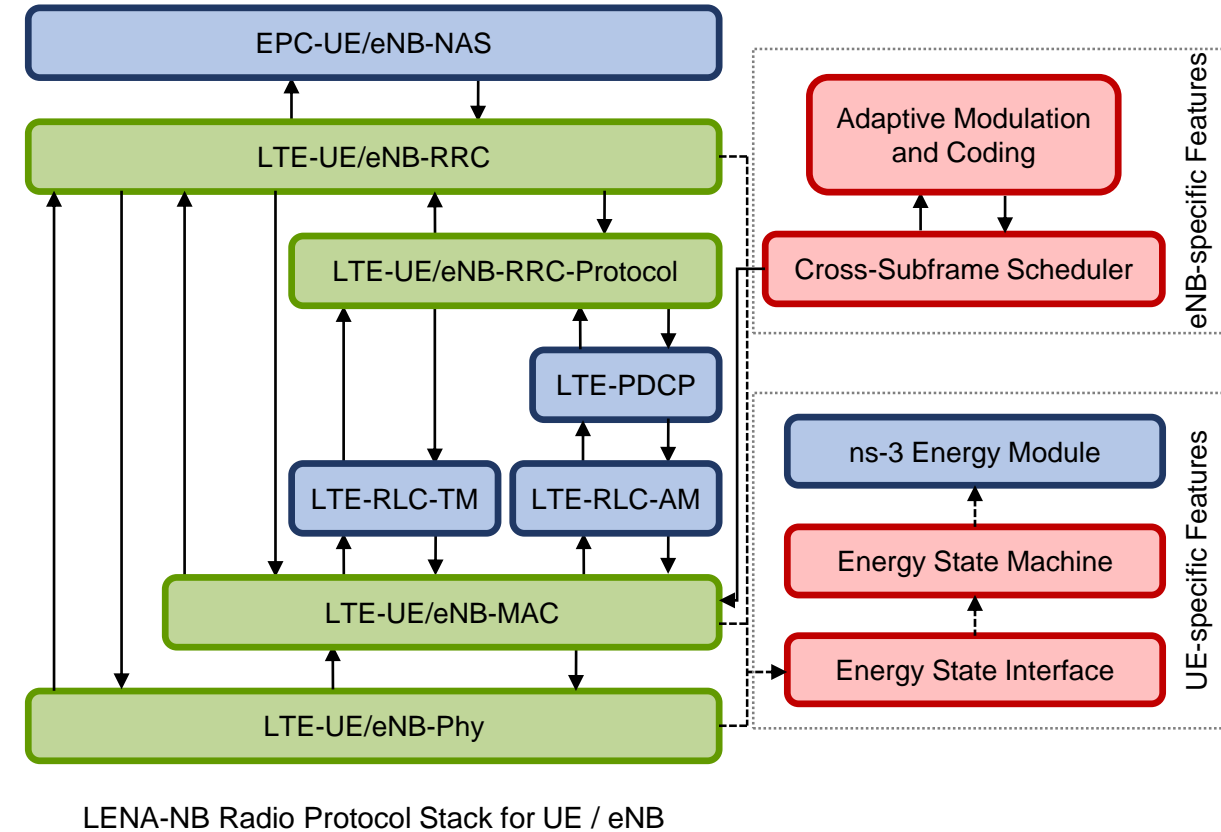 EPC-UE/eNB-NAS
LTE-UE/eNB-RRC
LTE-UE/eNB-RRC-Protocol
LTE-PDCP
LTE-RLC-TM
LTE-RLC-AM
LTE-UE/eNB-MAC
LTE-UE/eNB-Phy
LENA-NB Radio Protocol Stack for UE / eNB
Adaptive Modulation
and Coding
Cross-Subframe Scheduler
eNB-specific Features
ns-3 Energy Module
Energy State Machine
Energy State Interface
UE-specific Features